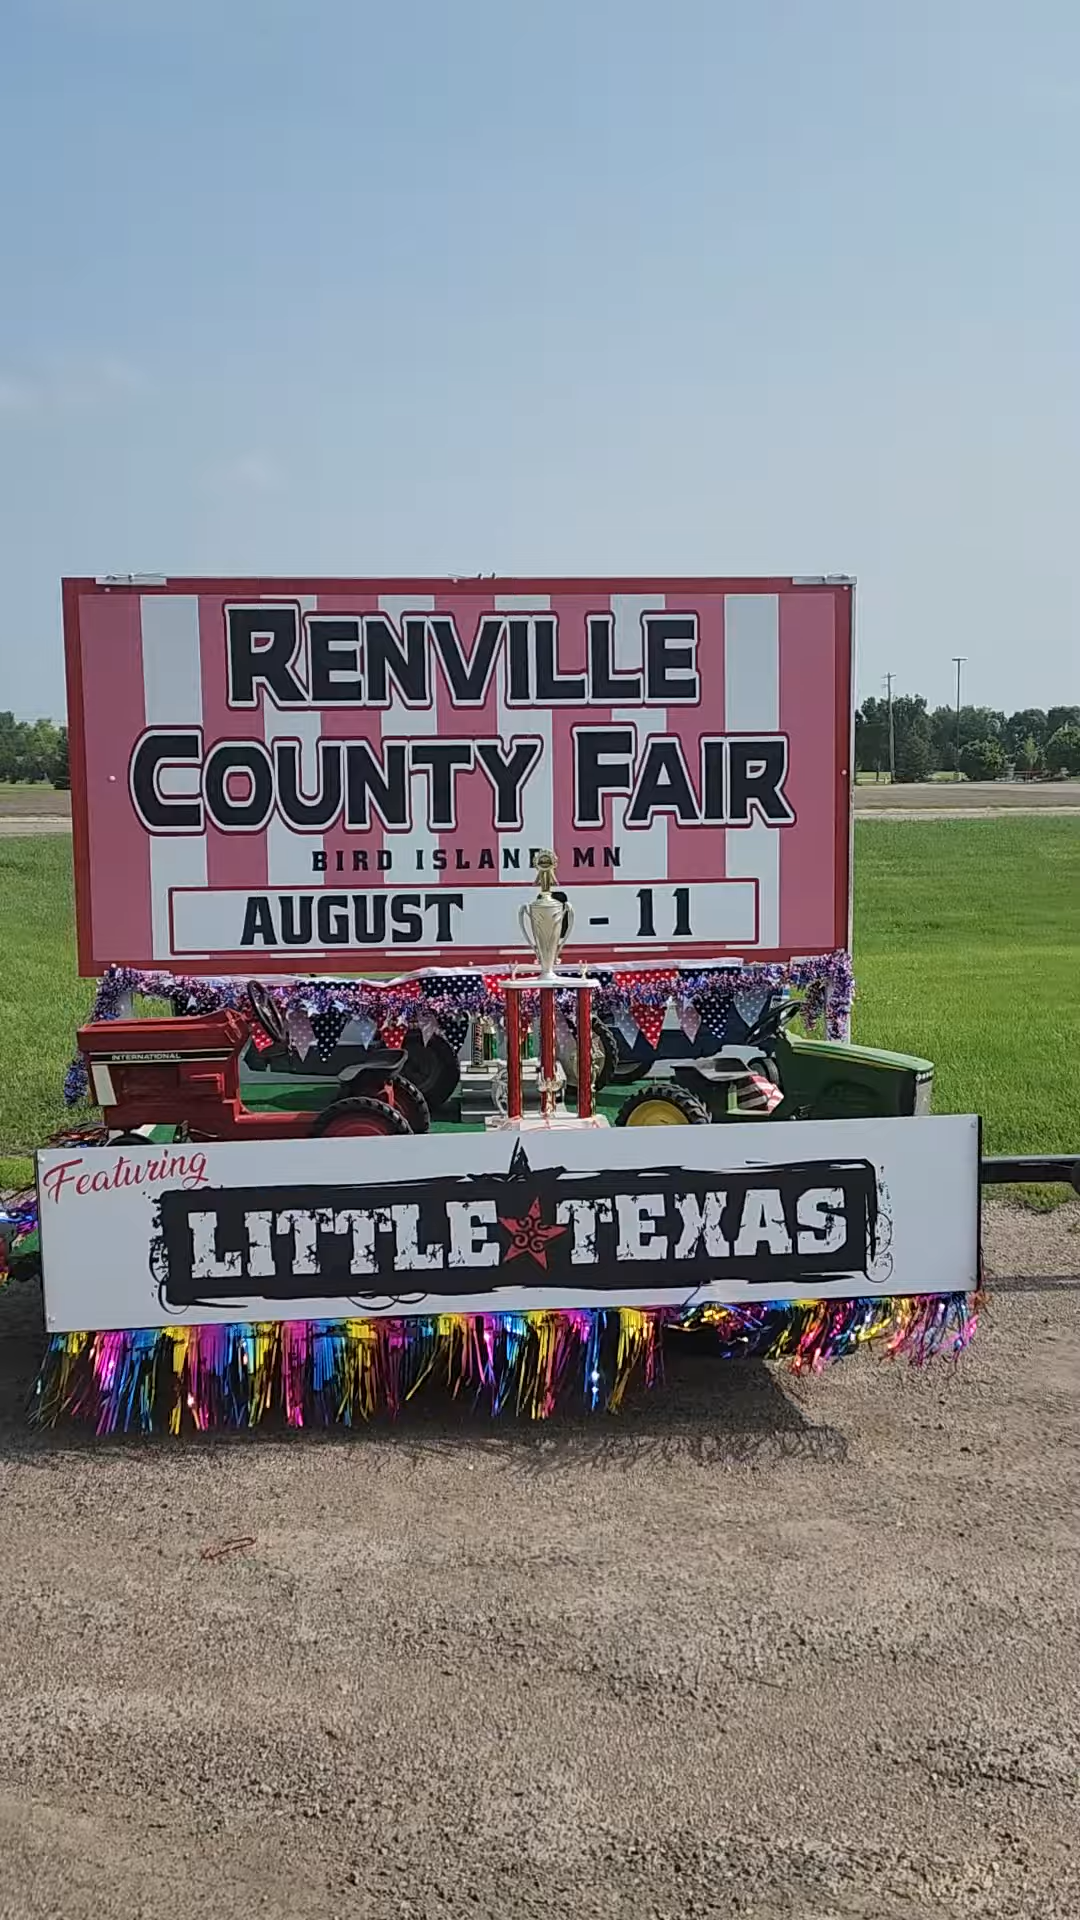 RENVILLE
COUNTY FAIR
BIRD ISLAND MN
AUGUST - 11
INTERNATIONAL
Featuring
LITTLE TEXAS